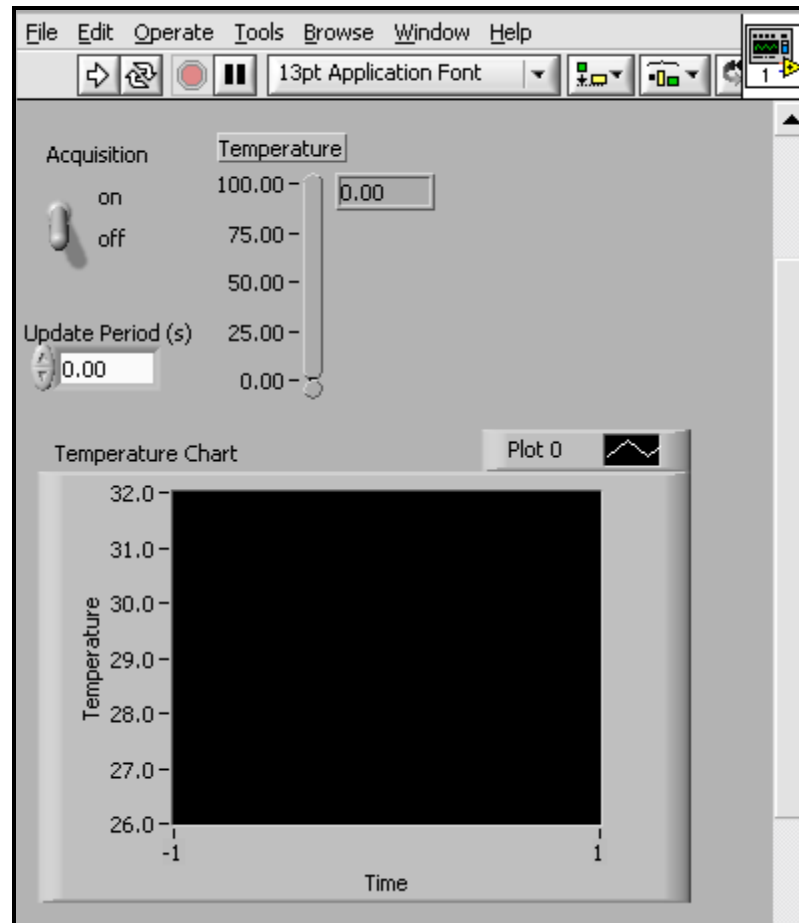 File Edit Operate Tools Browse Window Help
13pt Application Font
1
Acquisition
on
off
Temperature
100.00
75.00
50.00
25.00
0.00
0.00
Update Period (s)
0.00
Temperature Chart
Plot 0
32.0
31.0
30.0
29.0
28.0
27.0
26.0
Temperature
-1 1
Time